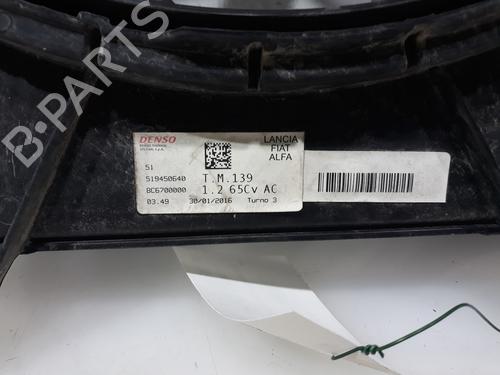 B-PARTS
DENSO
LANCIA
FIAT
ALFA
51
519450640 T.M.139
BC6700000 1.2 65Cv AC
03.49 30/01/2016 Turno 3